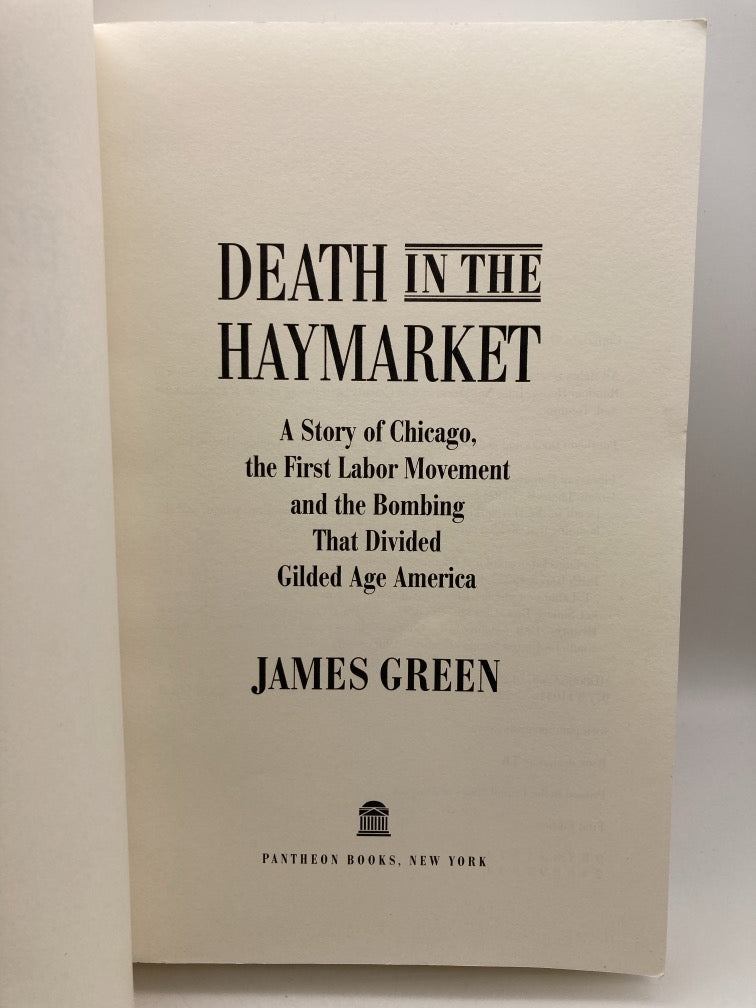 DEATH IN THE
HAYMARKET
A Story of Chicago,
the First Labor Movement
and the Bombing
That Divided
Gilded Age America
JAMES GREEN
PANTHEON BOOKS, NEW YORK